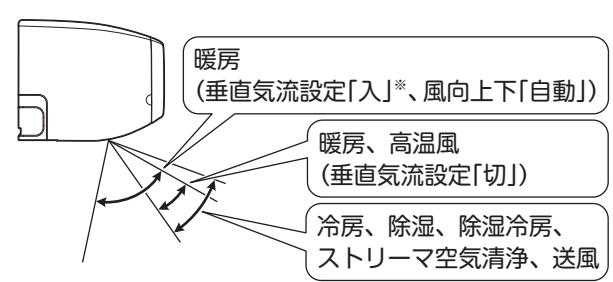 暖房
(垂直気流設定｢入｣※、風向上下｢自動｣)
暖房、高温風
(垂直気流設定｢切｣)
冷房、除湿、除湿冷房、
ストリーマ空気清浄、送風